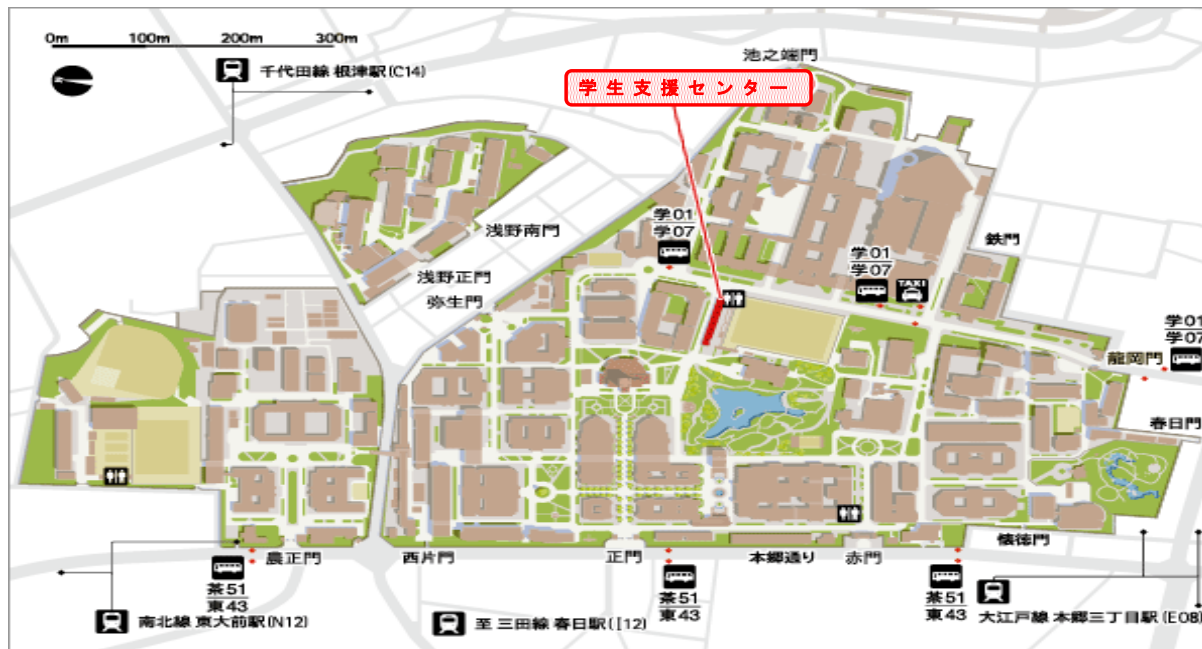 0m 100m 200m 300m
千代田線 根津駅(C14)
池之端門
学生支援センター
浅野南門
学01
学07
鉄門
浅野正門
学01
学07
TAXI
弥生門
学01
学07
龍岡門
春日門
農正門
西片門
正門
本郷通り
赤門
懐徳門
茶51
東43
茶51
東43
茶51
東43
大江戸線 本郷三丁目駅(E08)
南北線 東大前駅(N12)
至 三田線 春日駅(I12)